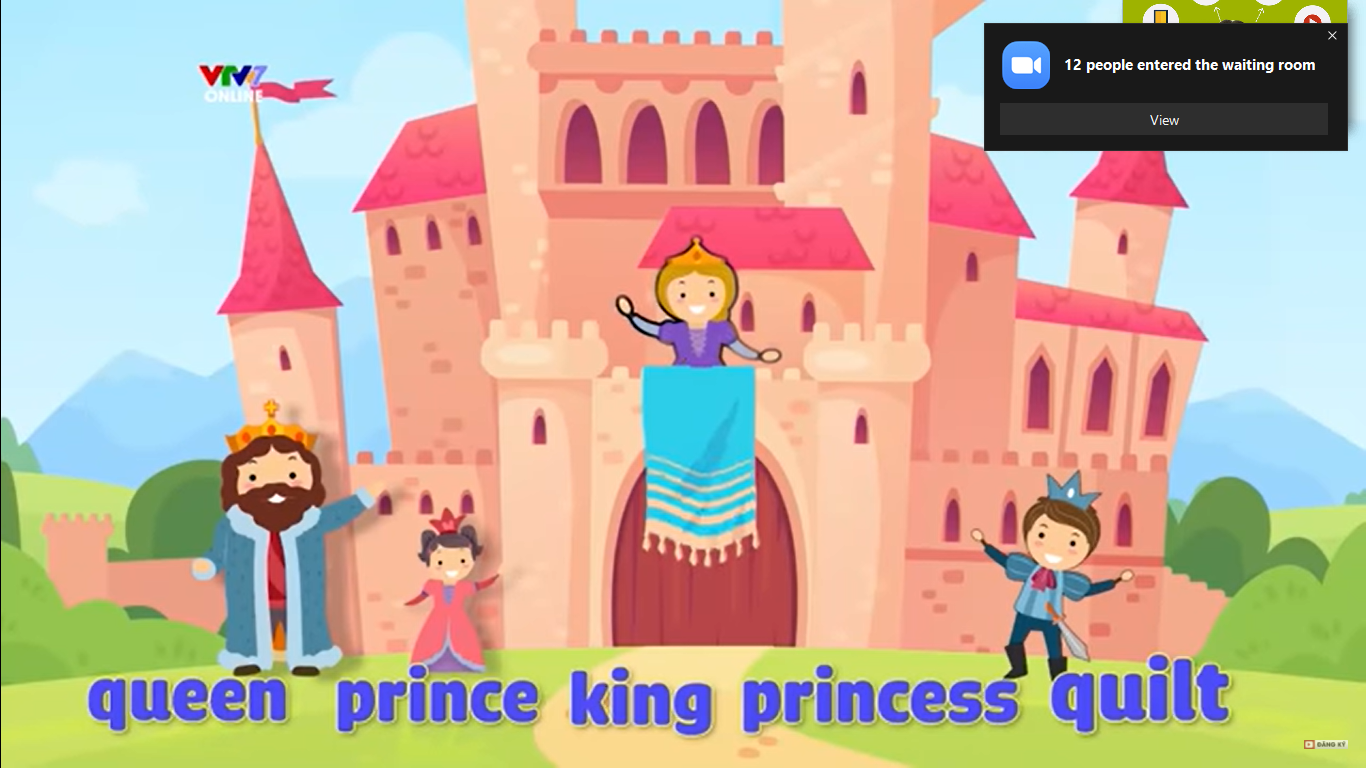 VTV7
ONLINE
12 people entered the waiting room
View
queen prince king princess quilt
ĐĂNG KÝ